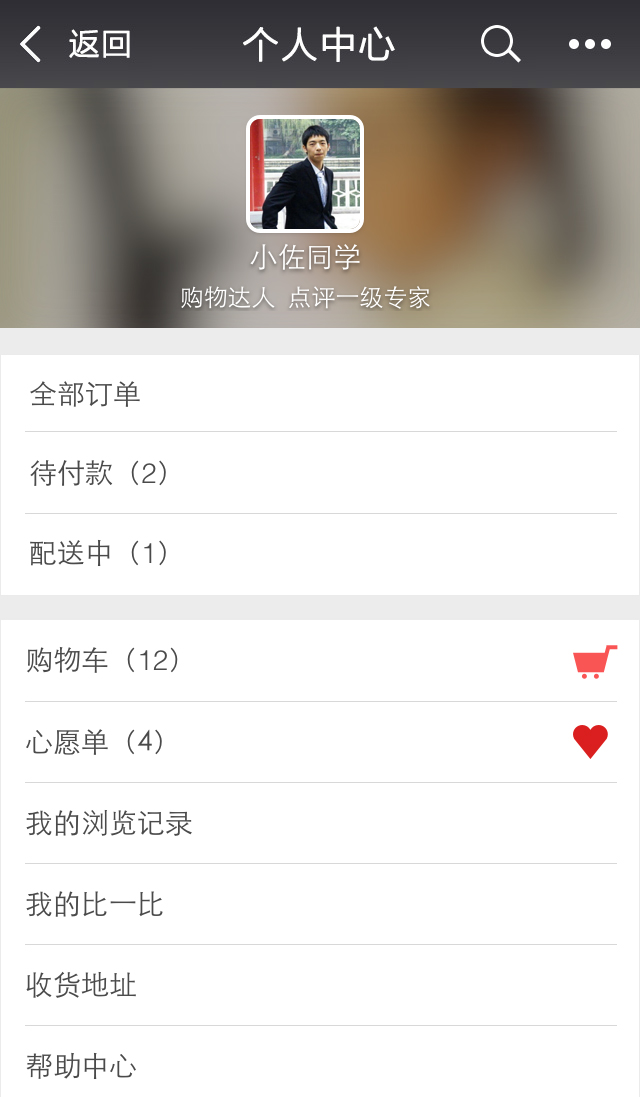 返回 个人中心
小佐同学
购物达人 点评一级专家
全部订单
待付款（2）
配送中（1）
购物车（12）
心愿单（4）
我的浏览记录
我的比一比
收货地址
帮助中心